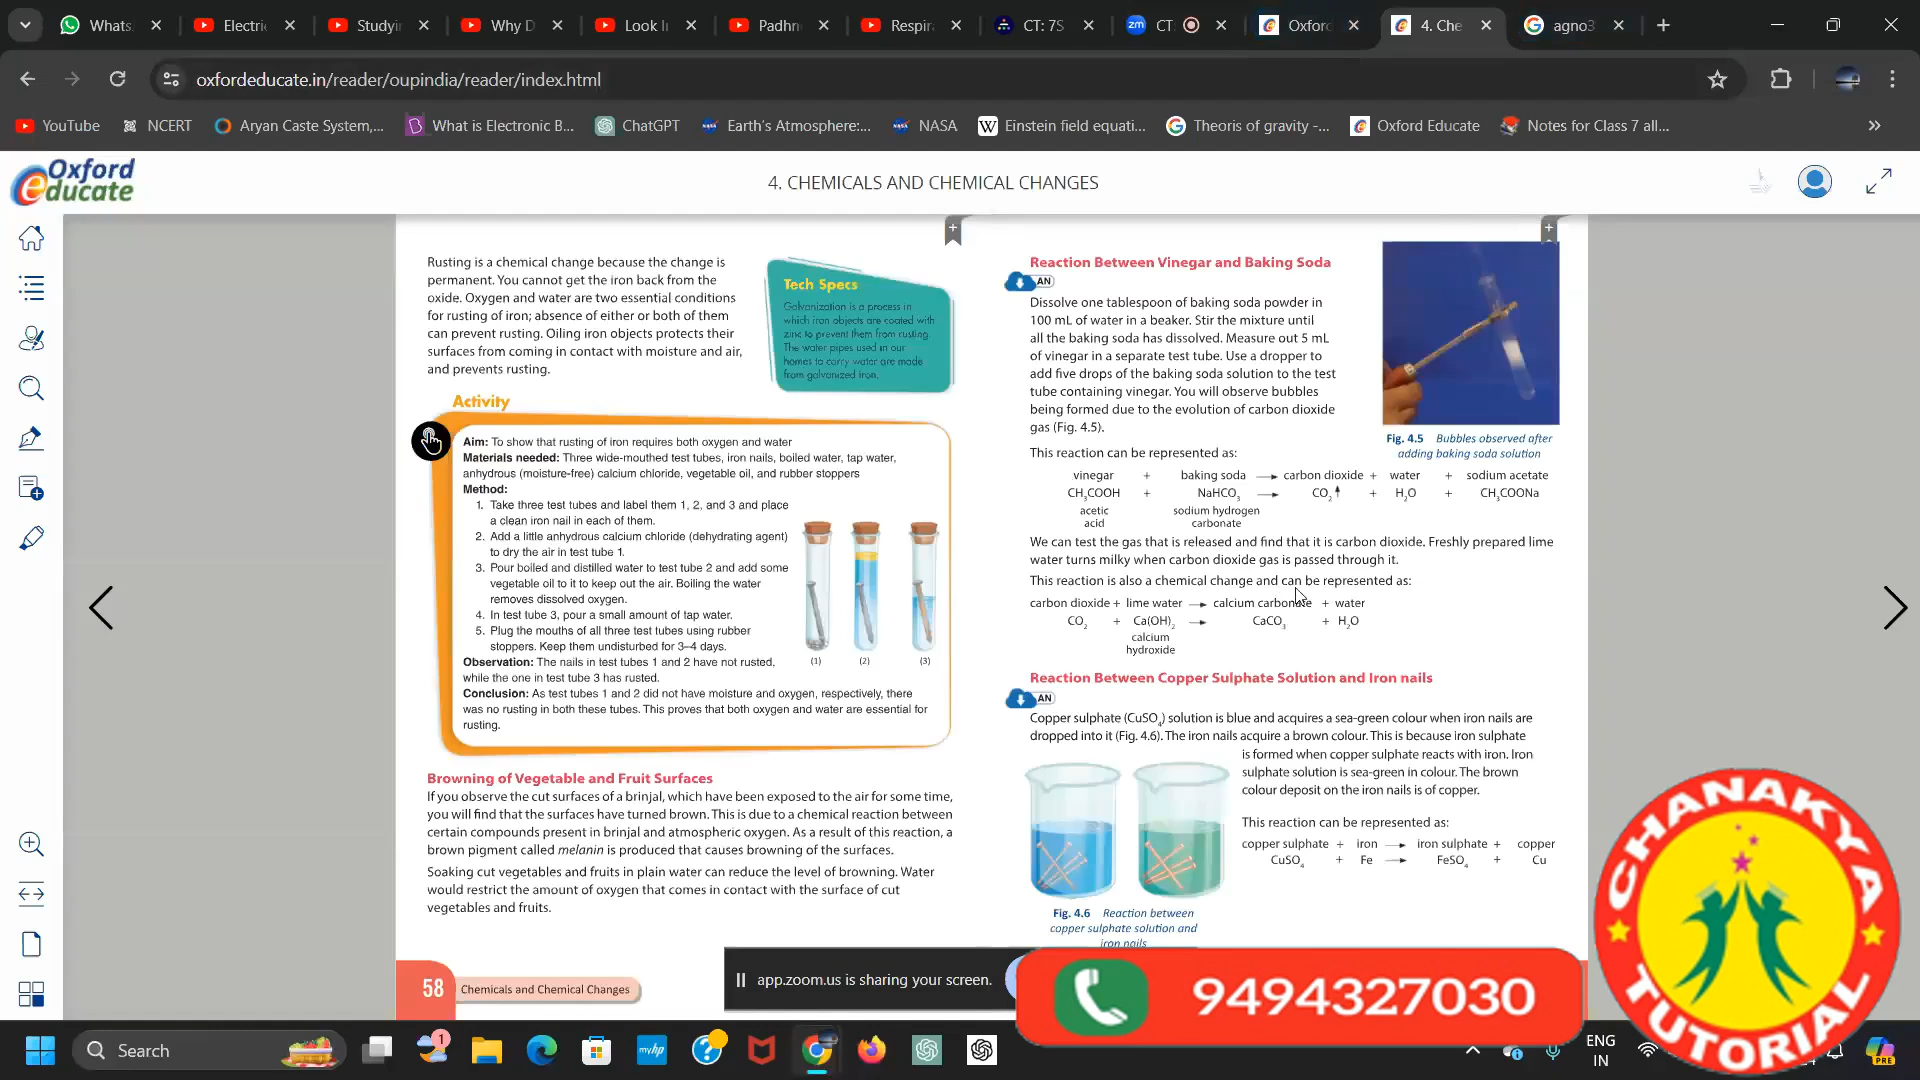 Whats
Electric
Studyi
Why D
Look I
Padhn
Respir
CT: 7S
zm CT
Oxford
4. Che
agno3
oxfordeducate.in/reader/oupindia/reader/index.html
YouTube
NCERT
Aryan Caste System,...
What is Electronic B...
ChatGPT
Earth's Atmosphere:...
NASA
Einstein field equati...
Theoris of gravity -...
Oxford Educate
Notes for Class 7 all...
Oxford
educate
4. CHEMICALS AND CHEMICAL CHANGES
Rusting is a chemical change because the change is
permanent. You cannot get the iron back from the
oxide. Oxygen and water are two essential conditions
for rusting of iron; absence of either or both of them
can prevent rusting. Oiling iron objects protects their
surfaces from coming in contact with moisture and air,
and prevents rusting.
Tech Specs
Galvanization is a process in
which iron objects are coated with
zinc to prevent them from rusting.
The water pipes used in our
homes to carry water are made
from galvanized iron.
Activity
Aim: To show that rusting of iron requires both oxygen and water
Materials needed: Three wide-mouthed test tubes, iron nails, boiled water, tap water,
anhydrous (moisture-free) calcium chloride, vegetable oil, and rubber stoppers
Method:
1. Take three test tubes and label them 1, 2, and 3 and place
a clean iron nail in each of them.
2. Add a little anhydrous calcium chloride (dehydrating agent)
to dry the air in test tube 1.
3. Pour boiled and distilled water to test tube 2 and add some
vegetable oil to it to keep out the air. Boiling the water
removes dissolved oxygen.
4. In test tube 3, pour a small amount of tap water.
5. Plug the mouths of all three test tubes using rubber
stoppers. Keep them undisturbed for 3–4 days.
(1) (2) (3)
Observation: The nails in test tubes 1 and 2 have not rusted,
while the one in test tube 3 has rusted.
Conclusion: As test tubes 1 and 2 did not have moisture and oxygen, respectively, there
was no rusting in both these tubes. This proves that both oxygen and water are essential for
rusting.
Browning of Vegetable and Fruit Surfaces
If you observe the cut surfaces of a brinjal, which have been exposed to the air for some time,
you will find that the surfaces have turned brown. This is due to a chemical reaction between
certain compounds present in brinjal and atmospheric oxygen. As a result of this reaction, a
brown pigment called melanin is produced that causes browning of the surfaces.
Soaking cut vegetables and fruits in plain water can reduce the level of browning. Water
would restrict the amount of oxygen that comes in contact with the surface of cut
vegetables and fruits.
58 Chemicals and Chemical Changes
Reaction Between Vinegar and Baking Soda
AN
Dissolve one tablespoon of baking soda powder in
100 mL of water in a beaker. Stir the mixture until
all the baking soda has dissolved. Measure out 5 mL
of vinegar in a separate test tube. Use a dropper to
add five drops of the baking soda solution to the test
tube containing vinegar. You will observe bubbles
being formed due to the evolution of carbon dioxide
gas (Fig. 4.5).
Fig. 4.5 Bubbles observed after
adding baking soda solution
This reaction can be represented as:
vinegar + baking soda → carbon dioxide + water + sodium acetate
CH₃COOH + NaHCO₃ → CO₂↑ + H₂O + CH₃COONa
acetic sodium hydrogen
acid carbonate
We can test the gas that is released and find that it is carbon dioxide. Freshly prepared lime
water turns milky when carbon dioxide gas is passed through it.
This reaction is also a chemical change and can be represented as:
carbon dioxide + lime water → calcium carbonate + water
CO₂ + Ca(OH)₂ → CaCO₃ + H₂O
calcium
hydroxide
Reaction Between Copper Sulphate Solution and Iron nails
AN
Copper sulphate (CuSO₄) solution is blue and acquires a sea-green colour when iron nails are
dropped into it (Fig. 4.6). The iron nails acquire a brown colour. This is because iron sulphate
is formed when copper sulphate reacts with iron. Iron
sulphate solution is sea-green in colour. The brown
colour deposit on the iron nails is of copper.
This reaction can be represented as:
copper sulphate + iron → iron sulphate + copper
CuSO₄ + Fe → FeSO₄ + Cu
Fig. 4.6 Reaction between
copper sulphate solution and
iron nails
app.zoom.us is sharing your screen.
9494327030
CHANAKYA
TUTORIAL
Search
1
myhp
ENG
IN
PRE